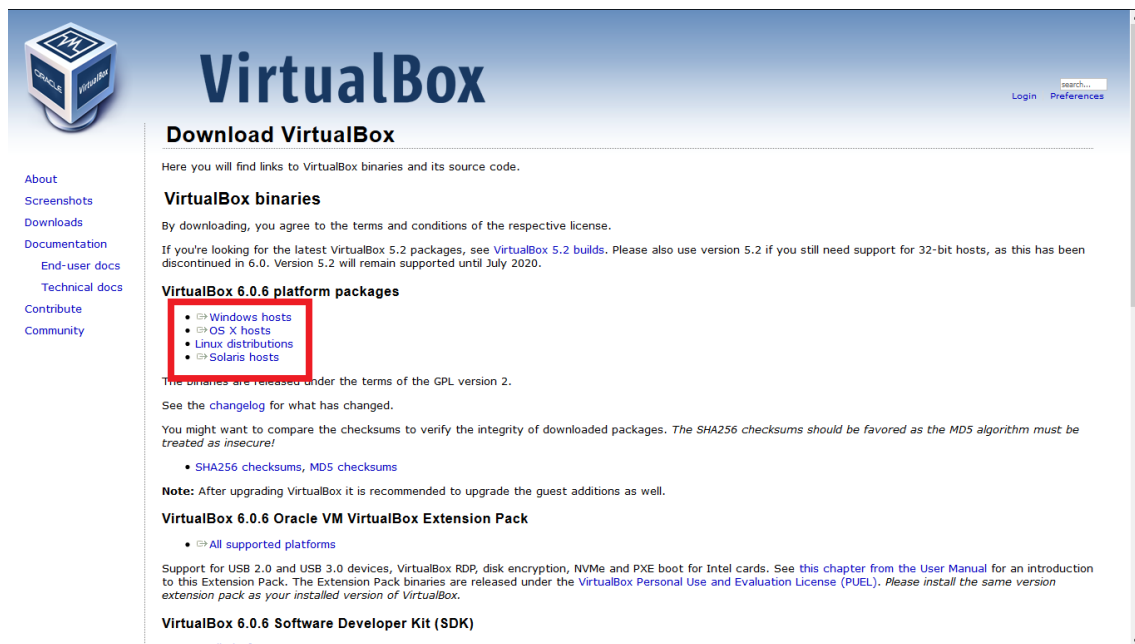 ORACLE
VirtualBox
VirtualBox
search...
Login Preferences
Download VirtualBox
Here you will find links to VirtualBox binaries and its source code.
About
Screenshots
Downloads
Documentation
End-user docs
Technical docs
Contribute
Community
VirtualBox binaries
By downloading, you agree to the terms and conditions of the respective license.
If you're looking for the latest VirtualBox 5.2 packages, see VirtualBox 5.2 builds. Please also use version 5.2 if you still need support for 32-bit hosts, as this has been
discontinued in 6.0. Version 5.2 will remain supported until July 2020.
VirtualBox 6.0.6 platform packages
Windows hosts
OS X hosts
Linux distributions
Solaris hosts
The binaries are released under the terms of the GPL version 2.
See the changelog for what has changed.
You might want to compare the checksums to verify the integrity of downloaded packages. The SHA256 checksums should be favored as the MD5 algorithm must be
treated as insecure!
SHA256 checksums, MD5 checksums
Note: After upgrading VirtualBox it is recommended to upgrade the guest additions as well.
VirtualBox 6.0.6 Oracle VM VirtualBox Extension Pack
All supported platforms
Support for USB 2.0 and USB 3.0 devices, VirtualBox RDP, disk encryption, NVMe and PXE boot for Intel cards. See this chapter from the User Manual for an introduction
to this Extension Pack. The Extension Pack binaries are released under the VirtualBox Personal Use and Evaluation License (PUEL). Please install the same version
extension pack as your installed version of VirtualBox.
VirtualBox 6.0.6 Software Developer Kit (SDK)